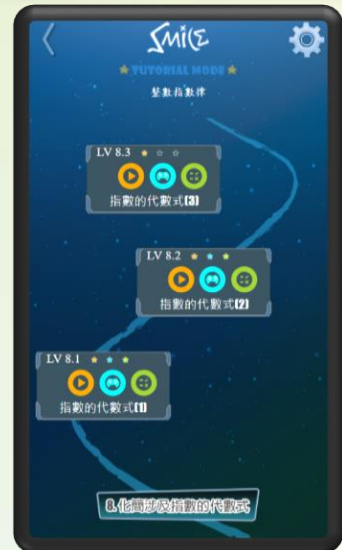 SMILE
★ TUTORIAL MODE ★
整數指數律
LV 8.3
指數的代數式(3)
LV 8.2
指數的代數式(2)
LV 8.1
指數的代數式(1)
8. 化簡涉及指數的代數式